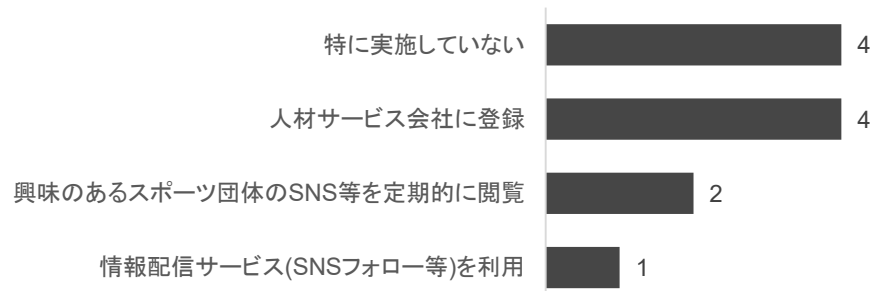 特に実施していない 4
人材サービス会社に登録 4
興味のあるスポーツ団体のSNS等を定期的に閲覧 2
情報配信サービス(SNSフォロー等)を利用 1